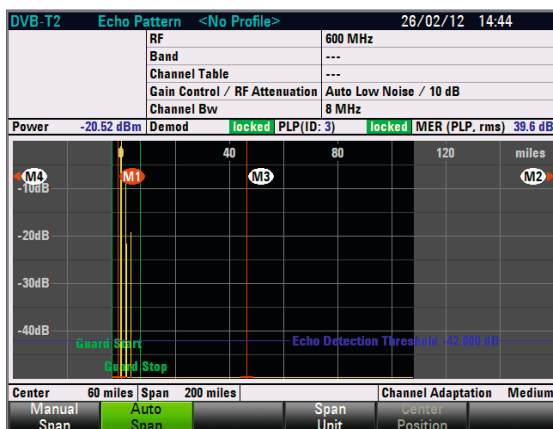 DVB-T2 Echo Pattern <No Profile> 26/02/12 14:44
RF 600 MHz
Band ---
Channel Table ---
Gain Control / RF Attenuation Auto Low Noise / 10 dB
Channel Bw 8 MHz
Power -20.52 dBm Demod locked PLP(ID: 3) locked MER (PLP, rms) 39.6 dB
0 40 80 120 miles
M4 M1 M3 M2
-10dB
-20dB
-30dB
-40dB
Echo Detection Threshold -42.000 dB
Guard Start
Guard Stop
Center 60 miles Span 200 miles Channel Adaptation Medium
Manual Span
Auto Span
Span Unit
Center Position